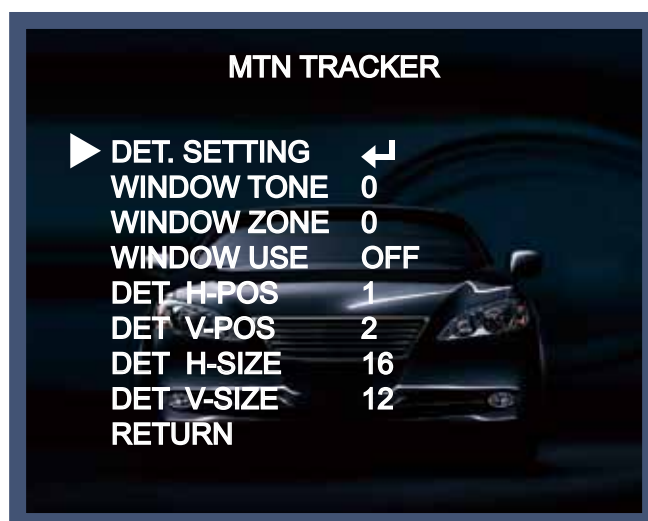 MTN TRACKER
DET. SETTING ↵
WINDOW TONE 0
WINDOW ZONE 0
WINDOW USE OFF
DET. H-POS 1
DET V-POS 2
DET H-SIZE 16
DET V-SIZE 12
RETURN